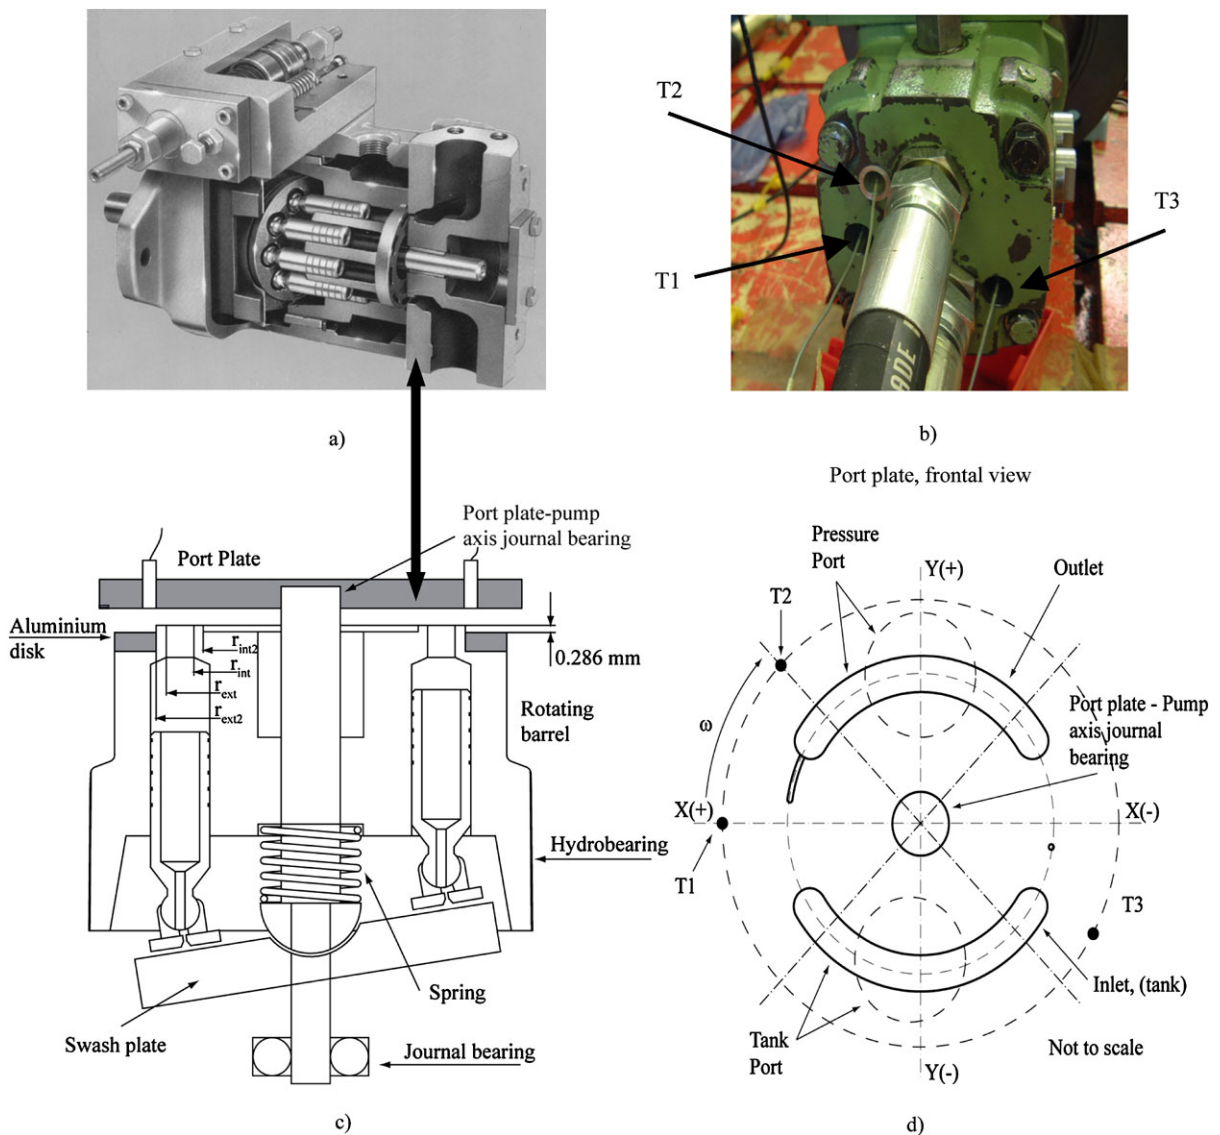 T2
T1
T3
ADE
a)
b)
Port plate-pump
axis journal bearing
Port Plate
Aluminium
disk
r_int2
r_int
r_ext
r_ext2
0.286 mm
Rotating
barrel
Hydrobearing
Spring
Swash plate
Journal bearing
c)
Port plate, frontal view
Pressure
Port
Y(+)
Outlet
T2
Port plate - Pump
axis journal
bearing
ω
X(+)
X(-)
T1
T3
Inlet, (tank)
Tank
Port
Not to scale
Y(-)
d)